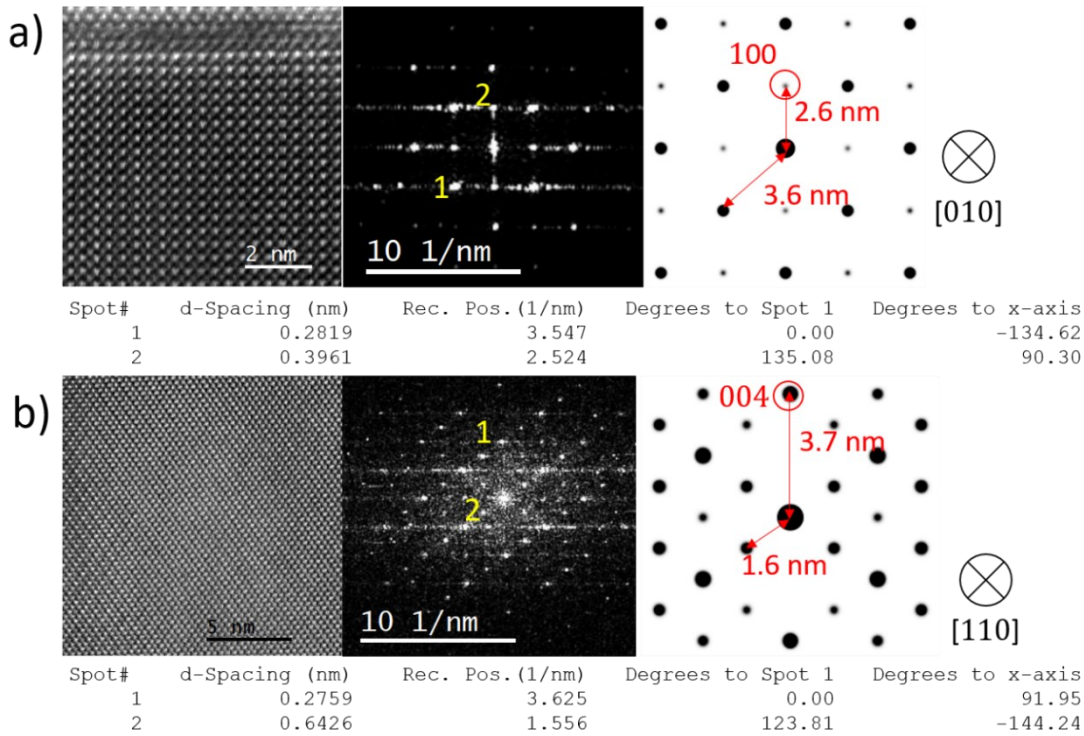 a)
2 nm
2
1
10 1/nm
100
2.6 nm
3.6 nm
[010]
Spot# d-Spacing (nm) Rec. Pos.(1/nm) Degrees to Spot 1 Degrees to x-axis
1 0.2819 3.547 0.00 -134.62
2 0.3961 2.524 135.08 90.30
b)
5 nm
1
2
10 1/nm
004
3.7 nm
1.6 nm
[110]
Spot# d-Spacing (nm) Rec. Pos.(1/nm) Degrees to Spot 1 Degrees to x-axis
1 0.2759 3.625 0.00 91.95
2 0.6426 1.556 123.81 -144.24